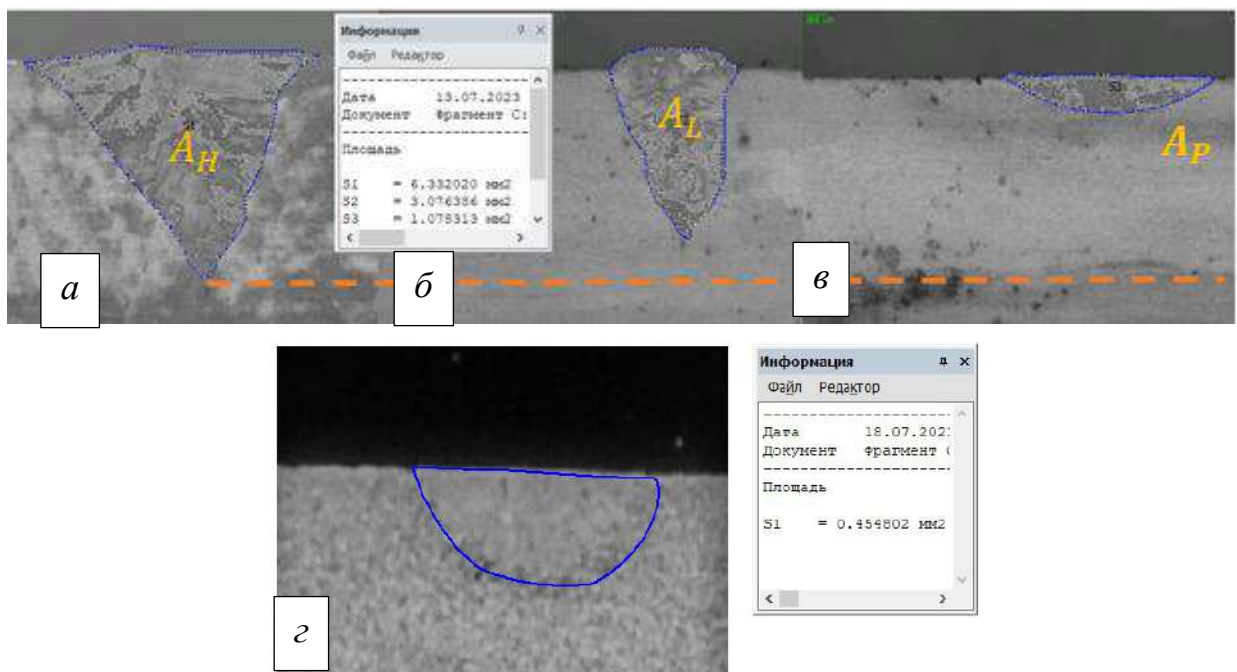 Информация
Файл Редактор
Дата 13.07.2023
Документ Фрагмент С:
Площадь
S1 = 6.332020 мм2
S2 = 3.076386 мм2
S3 = 1.079313 мм2
A_H
A_L
A_P
а
б
в
г
Информация
Файл Редактор
Дата 18.07.202
Документ Фрагмент (
Площадь
S1 = 0.454802 мм2